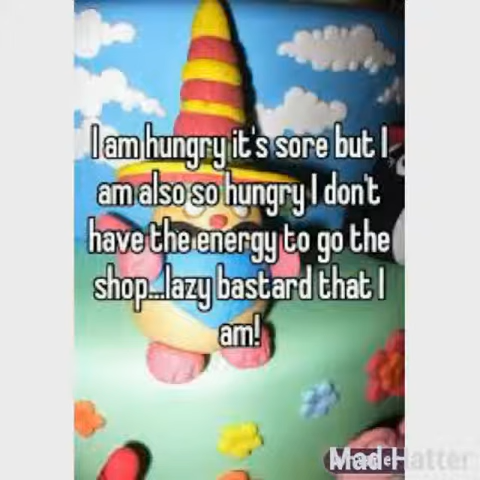 I am hungry it's sore but I
am also so hungry I don't
have the energy to go the
shop...lazy bastard that I
am!
Mad Hatter